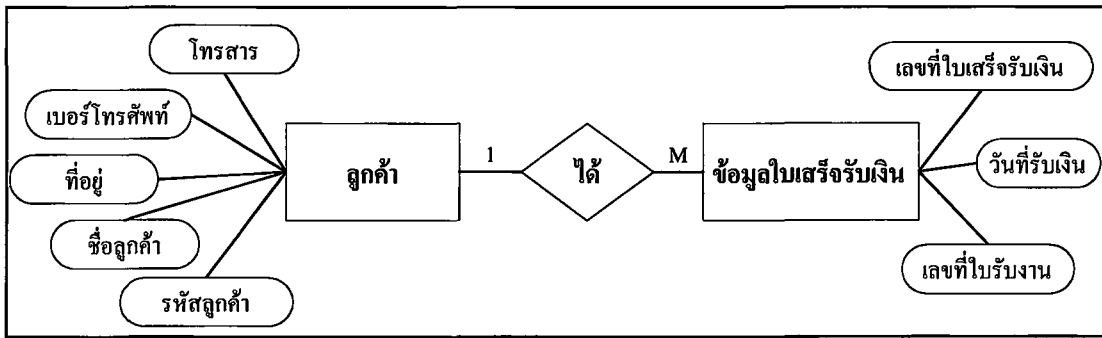 โทรสาร
เบอร์โทรศัพท์
ที่อยู่
ชื่อลูกค้า
รหัสลูกค้า
ลูกค้า
1
ได้
M
ข้อมูลใบเสร็จรับเงิน
เลขที่ใบเสร็จรับเงิน
วันที่รับเงิน
เลขที่ใบรับงาน